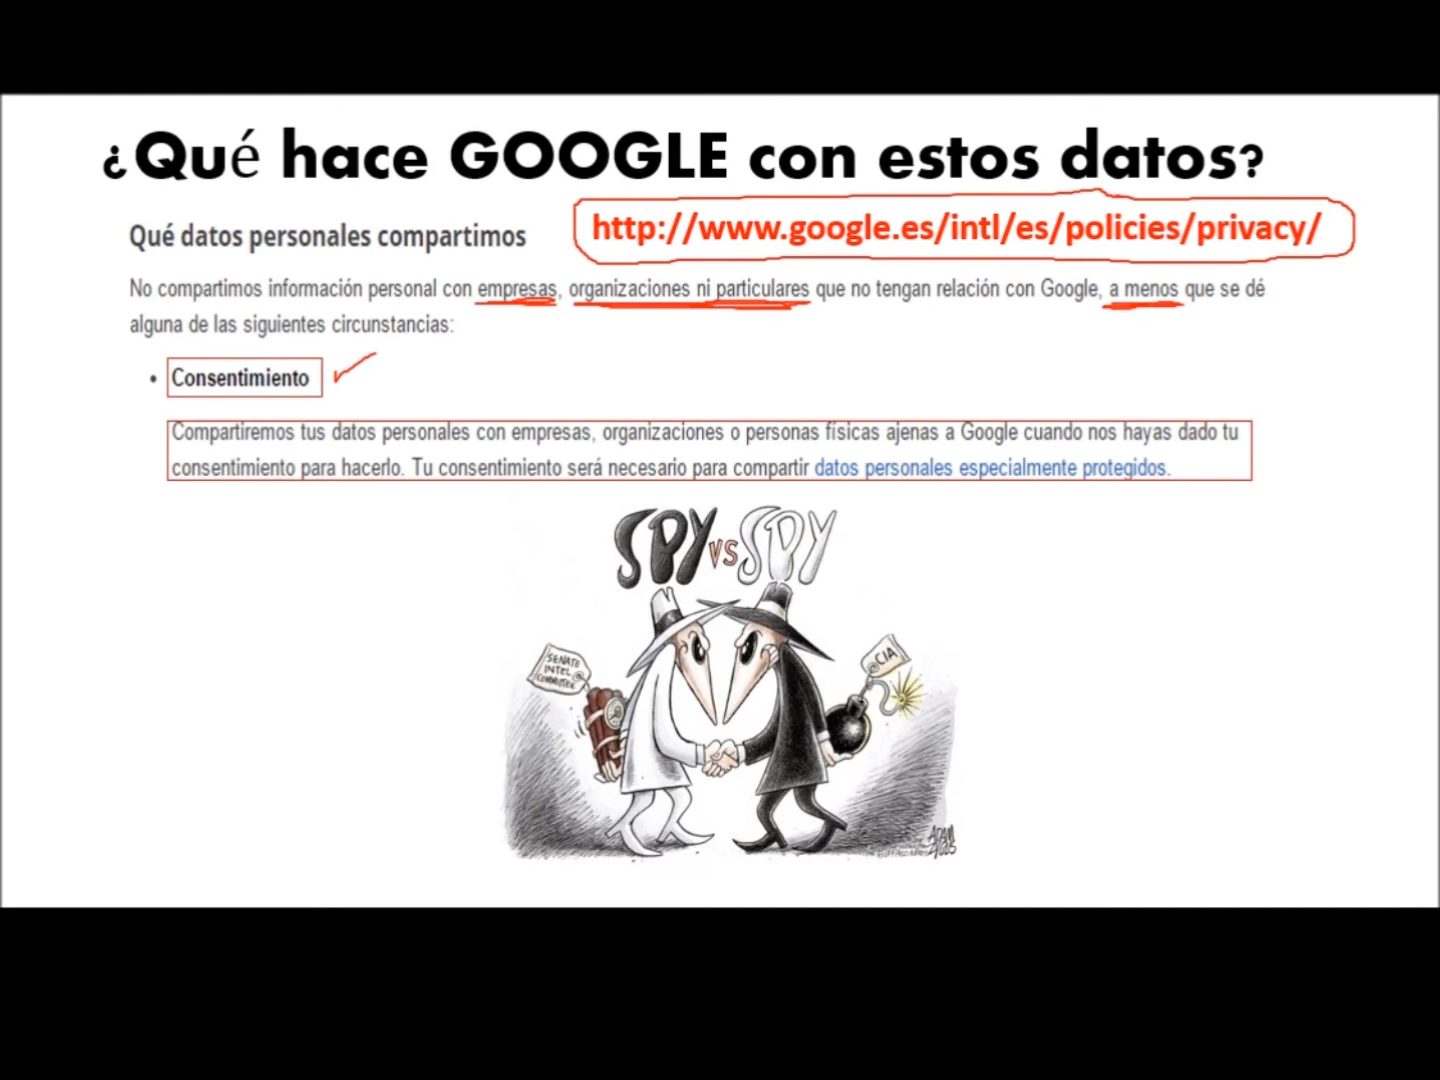 ¿Qué hace GOOGLE con estos datos?
Qué datos personales compartimos
http://www.google.es/intl/es/policies/privacy/
No compartimos información personal con empresas, organizaciones ni particulares que no tengan relación con Google, a menos que se dé
alguna de las siguientes circunstancias:
• Consentimiento
Compartiremos tus datos personales con empresas, organizaciones o personas físicas ajenas a Google cuando nos hayas dado tu
consentimiento para hacerlo. Tu consentimiento será necesario para compartir datos personales especialmente protegidos.
SPY vs SPY
SENATE
INTEL
COMMITTEE
CIA
ADAM